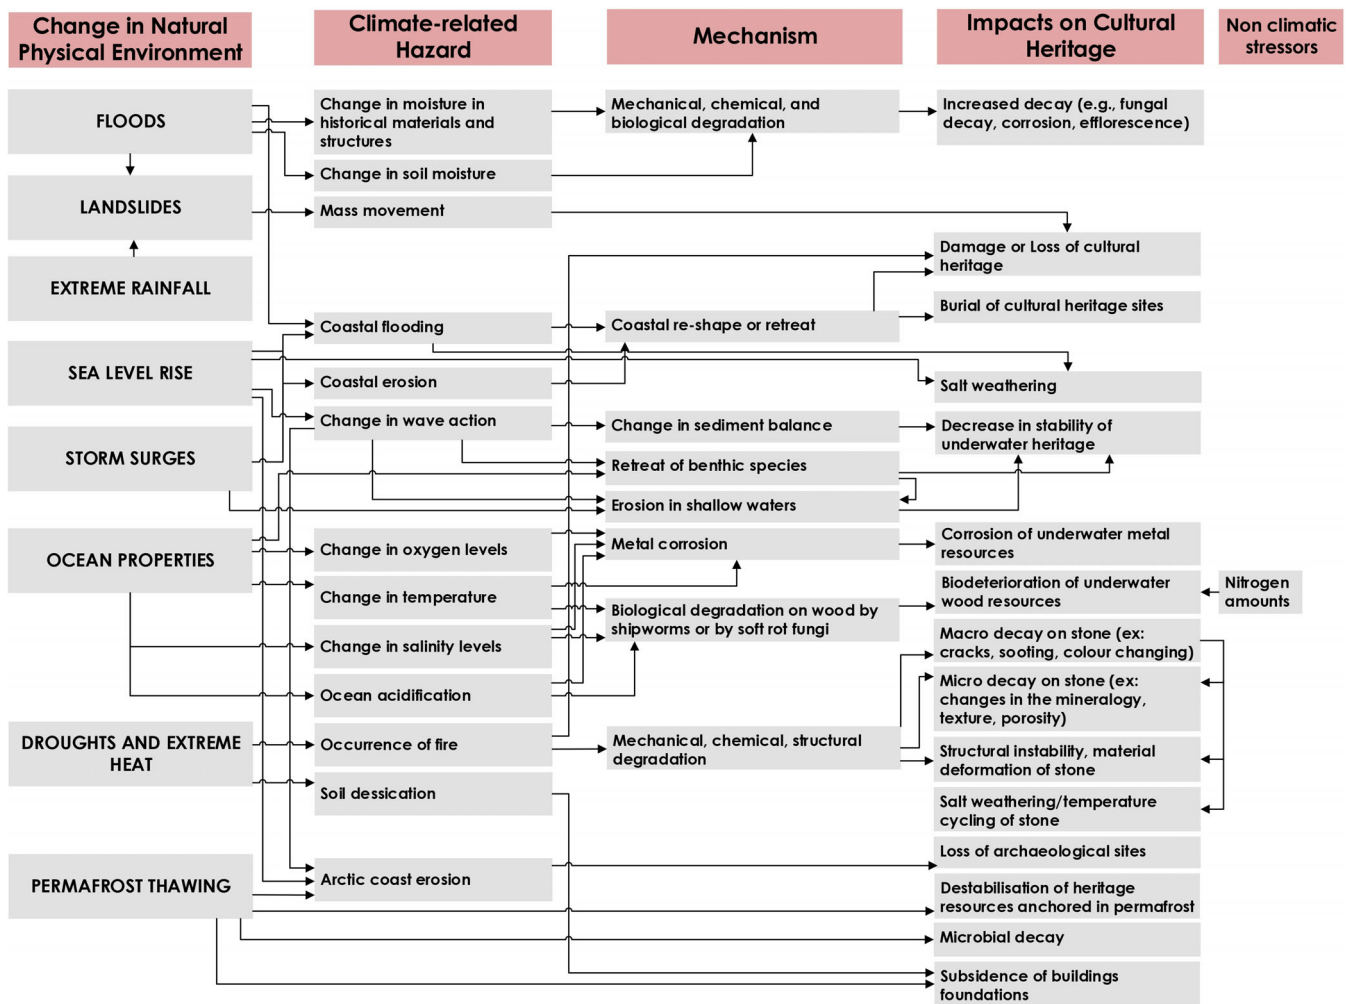 Change in Natural
Physical Environment
Climate-related
Hazard
Mechanism
Impacts on Cultural
Heritage
Non climatic
stressors
FLOODS
LANDSLIDES
EXTREME RAINFALL
SEA LEVEL RISE
STORM SURGES
OCEAN PROPERTIES
DROUGHTS AND EXTREME
HEAT
PERMAFROST THAWING
Change in moisture in
historical materials and
structures
Change in soil moisture
Mass movement
Coastal flooding
Coastal erosion
Change in wave action
Change in oxygen levels
Change in temperature
Change in salinity levels
Ocean acidification
Occurrence of fire
Soil dessication
Arctic coast erosion
Mechanical, chemical, and
biological degradation
Coastal re-shape or retreat
Change in sediment balance
Retreat of benthic species
Erosion in shallow waters
Metal corrosion
Biological degradation on wood by
shipworms or by soft rot fungi
Mechanical, chemical, structural
degradation
Increased decay (e.g., fungal
decay, corrosion, efflorescence)
Damage or Loss of cultural
heritage
Burial of cultural heritage sites
Salt weathering
Decrease in stability of
underwater heritage
Corrosion of underwater metal
resources
Biodeterioration of underwater
wood resources
Macro decay on stone (ex:
cracks, sooting, colour changing)
Micro decay on stone (ex:
changes in the mineralogy,
texture, porosity)
Structural instability, material
deformation of stone
Salt weathering/temperature
cycling of stone
Loss of archaeological sites
Destabilisation of heritage
resources anchored in permafrost
Microbial decay
Subsidence of buildings
foundations
Nitrogen
amounts